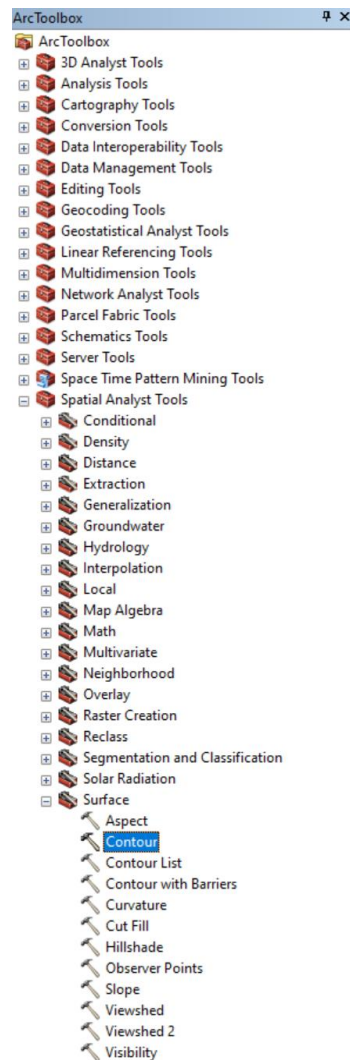 ArcToolbox
ArcToolbox
3D Analyst Tools
Analysis Tools
Cartography Tools
Conversion Tools
Data Interoperability Tools
Data Management Tools
Editing Tools
Geocoding Tools
Geostatistical Analyst Tools
Linear Referencing Tools
Multidimension Tools
Network Analyst Tools
Parcel Fabric Tools
Schematics Tools
Server Tools
Space Time Pattern Mining Tools
Spatial Analyst Tools
Conditional
Density
Distance
Extraction
Generalization
Groundwater
Hydrology
Interpolation
Local
Map Algebra
Math
Multivariate
Neighborhood
Overlay
Raster Creation
Reclass
Segmentation and Classification
Solar Radiation
Surface
Aspect
Contour
Contour List
Contour with Barriers
Curvature
Cut Fill
Hillshade
Observer Points
Slope
Viewshed
Viewshed 2
Visibility